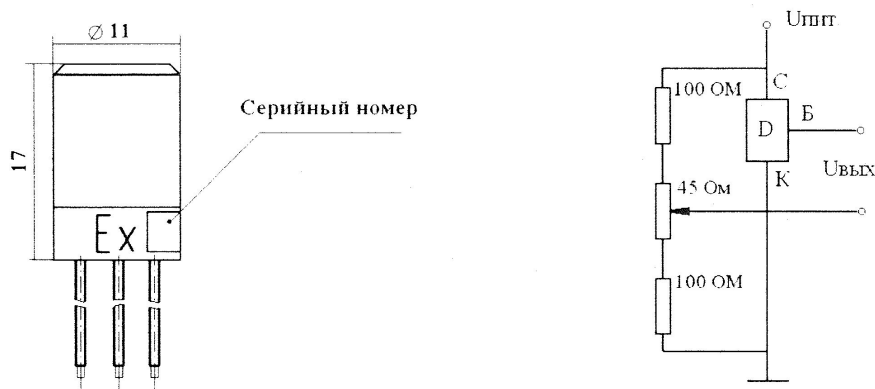 ∅ 11
17
Серийный номер
Ex
Uпит
С
100 ОМ
D
Б
К
Uвых
45 Ом
100 ОМ